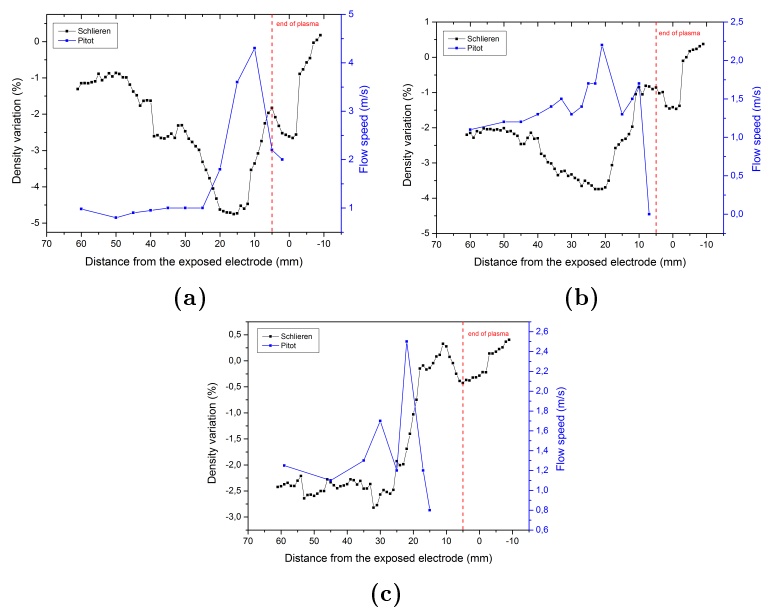 Schlieren
Pitot
end of plasma
0
-1
-2
-3
-4
-5
5
4
3
2
1
70 60 50 40 30 20 10 0 -10
Density variation (%)
Flow speed (m/s)
Distance from the exposed electrode (mm)
(a)
Schlieren
Pitot
end of plasma
1
0
-1
-2
-3
-4
-5
2,5
2,0
1,5
1,0
0,5
0,0
70 60 50 40 30 20 10 0 -10
Density variation (%)
Flow speed (m/s)
Distance from the exposed electrode (mm)
(b)
Schlieren
Pitot
end of plasma
0,5
0,0
-0,5
-1,0
-1,5
-2,0
-2,5
-3,0
2,6
2,4
2,2
2,0
1,8
1,6
1,4
1,2
1,0
0,8
0,6
70 60 50 40 30 20 10 0 -10
Density variation (%)
Flow speed (m/s)
Distance from the exposed electrode (mm)
(c)